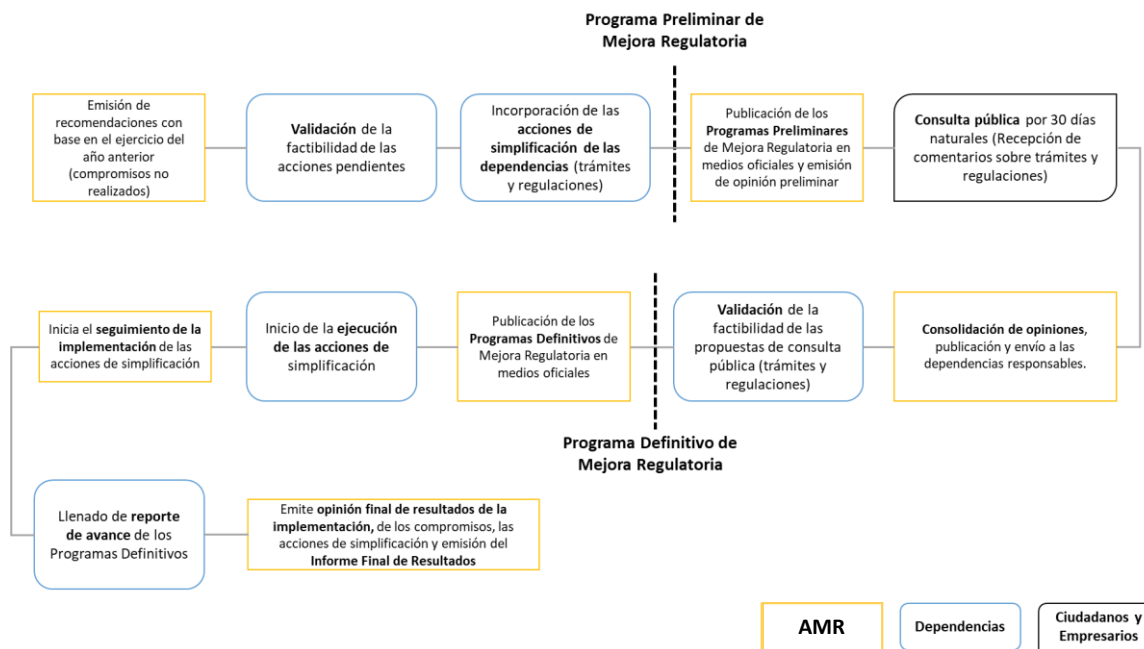 Programa Preliminar de
Mejora Regulatoria
Emisión de
recomendaciones con
base en el ejercicio del
año anterior
(compromisos no
realizados)
Validación de la
factibilidad de las
acciones pendientes
Incorporación de las
acciones de
simplificación de las
dependencias (trámites
y regulaciones)
Publicación de los
Programas Preliminares
de Mejora Regulatoria en
medios oficiales y emisión
de opinión preliminar
Consulta pública por 30 días
naturales (Recepción de
comentarios sobre trámites y
regulaciones)
Inicia el seguimiento de la
implementación de las
acciones de simplificación
Inicio de la ejecución
de las acciones de
simplificación
Publicación de los
Programas Definitivos de
Mejora Regulatoria en
medios oficiales
Validación de la
factibilidad de las
propuestas de consulta
pública (trámites y
regulaciones)
Consolidación de opiniones,
publicación y envío a las
dependencias responsables.
Programa Definitivo de
Mejora Regulatoria
Llenado de reporte
de avance de los
Programas Definitivos
Emite opinión final de resultados de la
implementación, de los compromisos, las
acciones de simplificación y emisión del
Informe Final de Resultados
AMR
Dependencias
Ciudadanos y
Empresarios